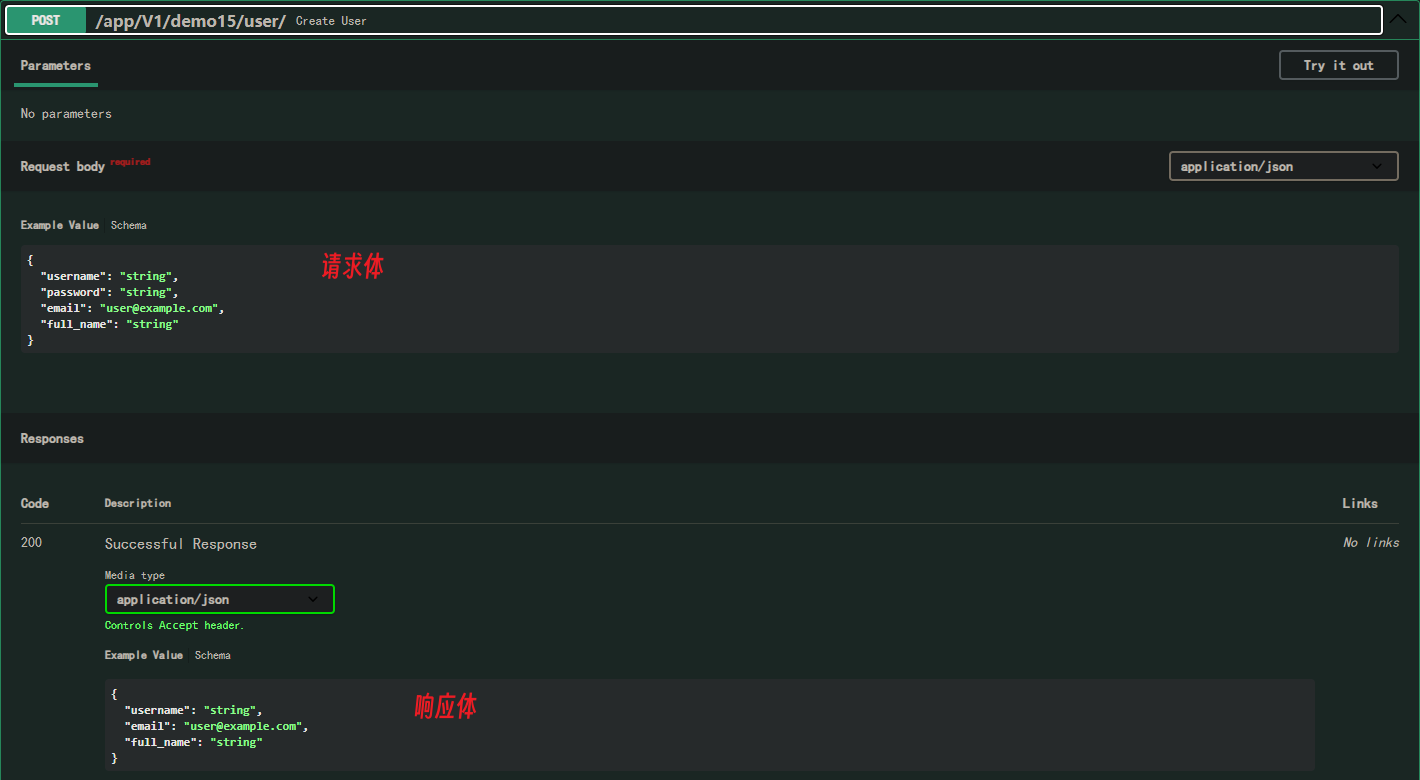 POST /app/V1/demo15/user/ Create User
Parameters
Try it out
No parameters
Request body required
application/json
Example Value Schema
{
"username": "string",
"password": "string",
"email": "user@example.com",
"full_name": "string"
}
请求体
Responses
Code Description Links
200 Successful Response No links
Media type
application/json
Controls Accept header.
Example Value Schema
{
"username": "string",
"email": "user@example.com",
"full_name": "string"
}
响应体